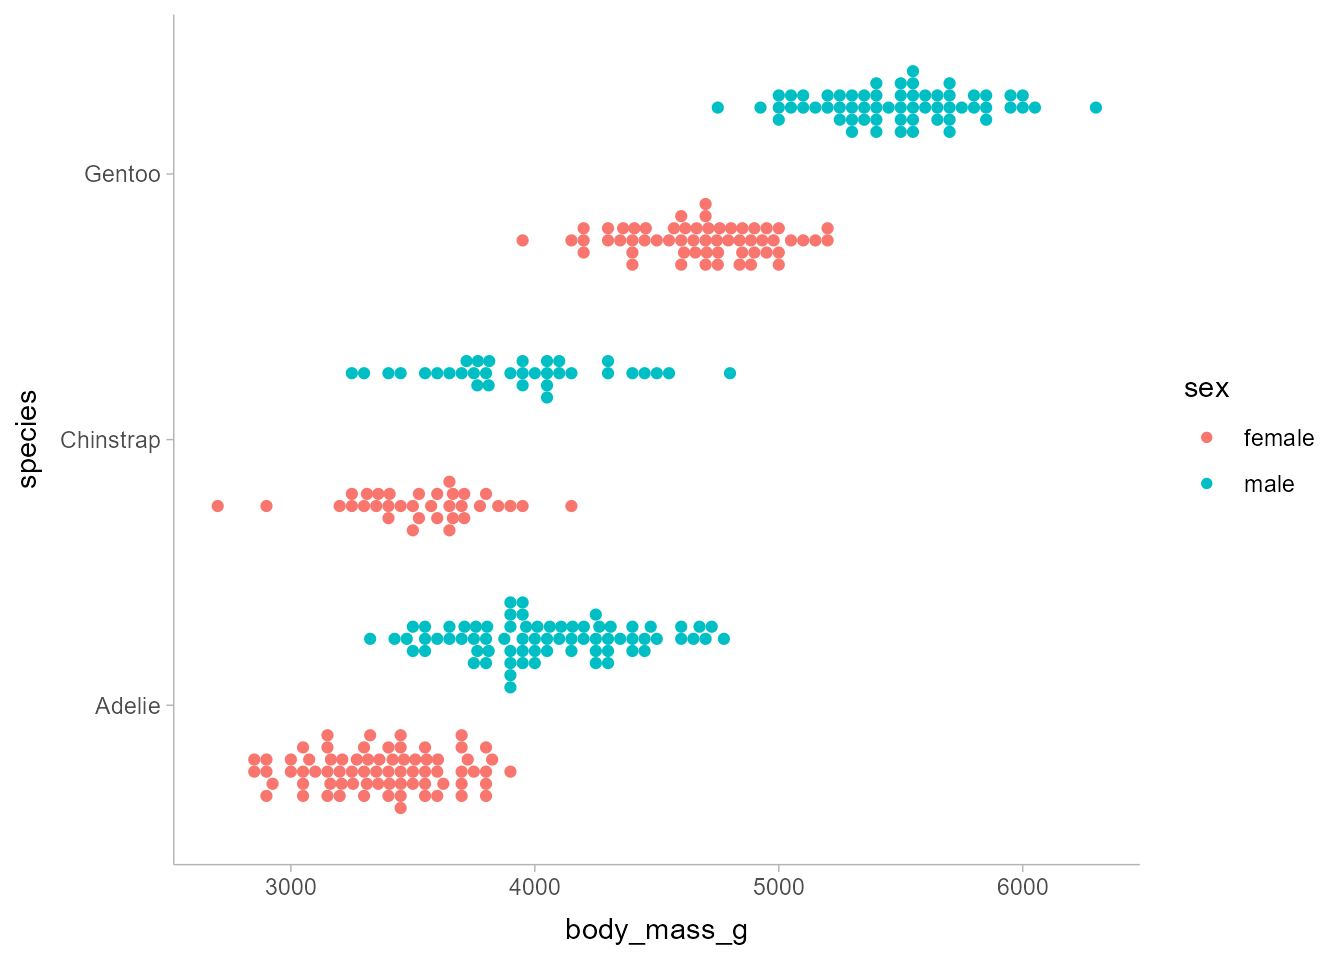 species
Gentoo
Chinstrap
Adelie
3000 4000 5000 6000
body_mass_g
sex
female
male